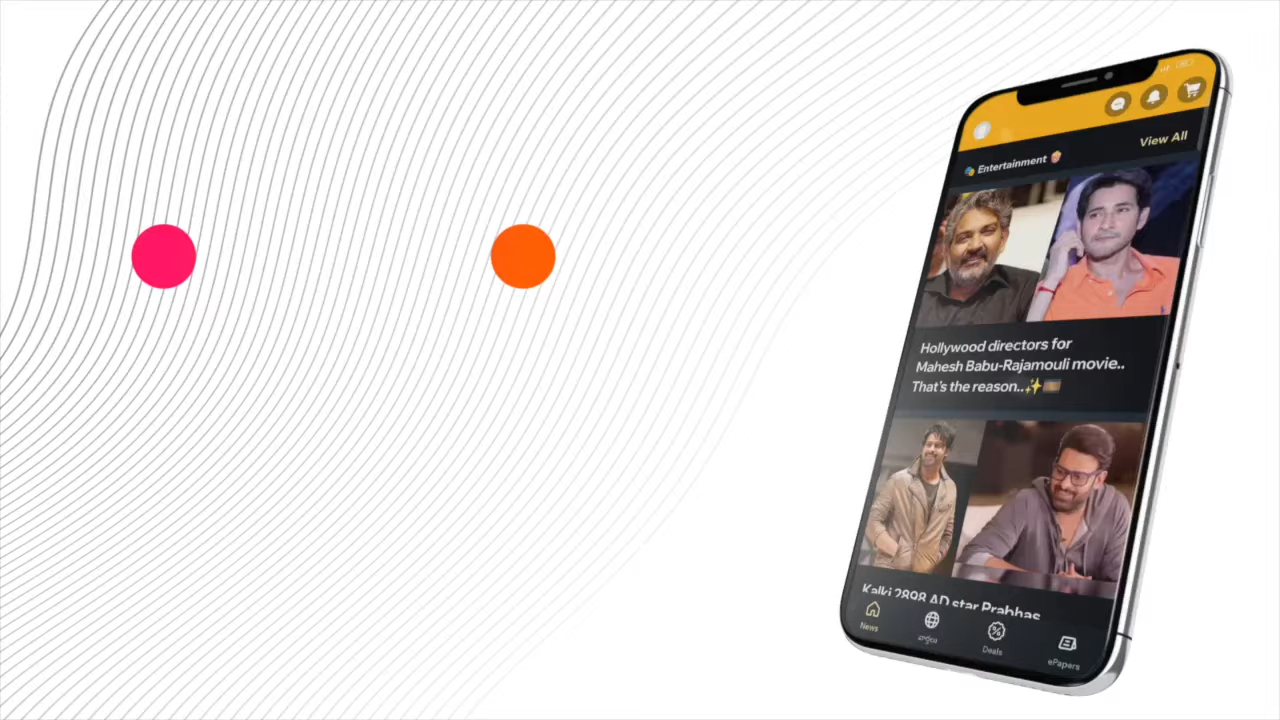 View All
Entertainment
Hollywood directors for
Mahesh Babu-Rajamouli movie..
That's the reason..
Kalki 2898 AD star Prabhas
News
వార్తలు
Deals
ePapers